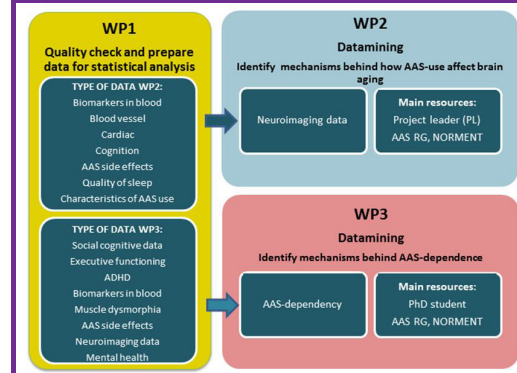 WP1
Quality check and prepare
data for statistical analysis
TYPE OF DATA WP2:
Biomarkers in blood
Blood vessel
Cardiac
Cognition
AAS side effects
Quality of sleep
Characteristics of AAS use
TYPE OF DATA WP3:
Social cognitive data
Executive functioning
ADHD
Biomarkers in blood
Muscle dysmorphia
AAS side effects
Neuroimaging data
Mental health
WP2
Datamining
Identify mechanisms behind how AAS-use affect brain
aging
Neuroimaging data
Main resources:
Project leader (PL)
AAS RG, NORMENT
WP3
Datamining
Identify mechanisms behind AAS-dependence
AAS-dependency
Main resources:
PhD student
AAS RG, NORMENT